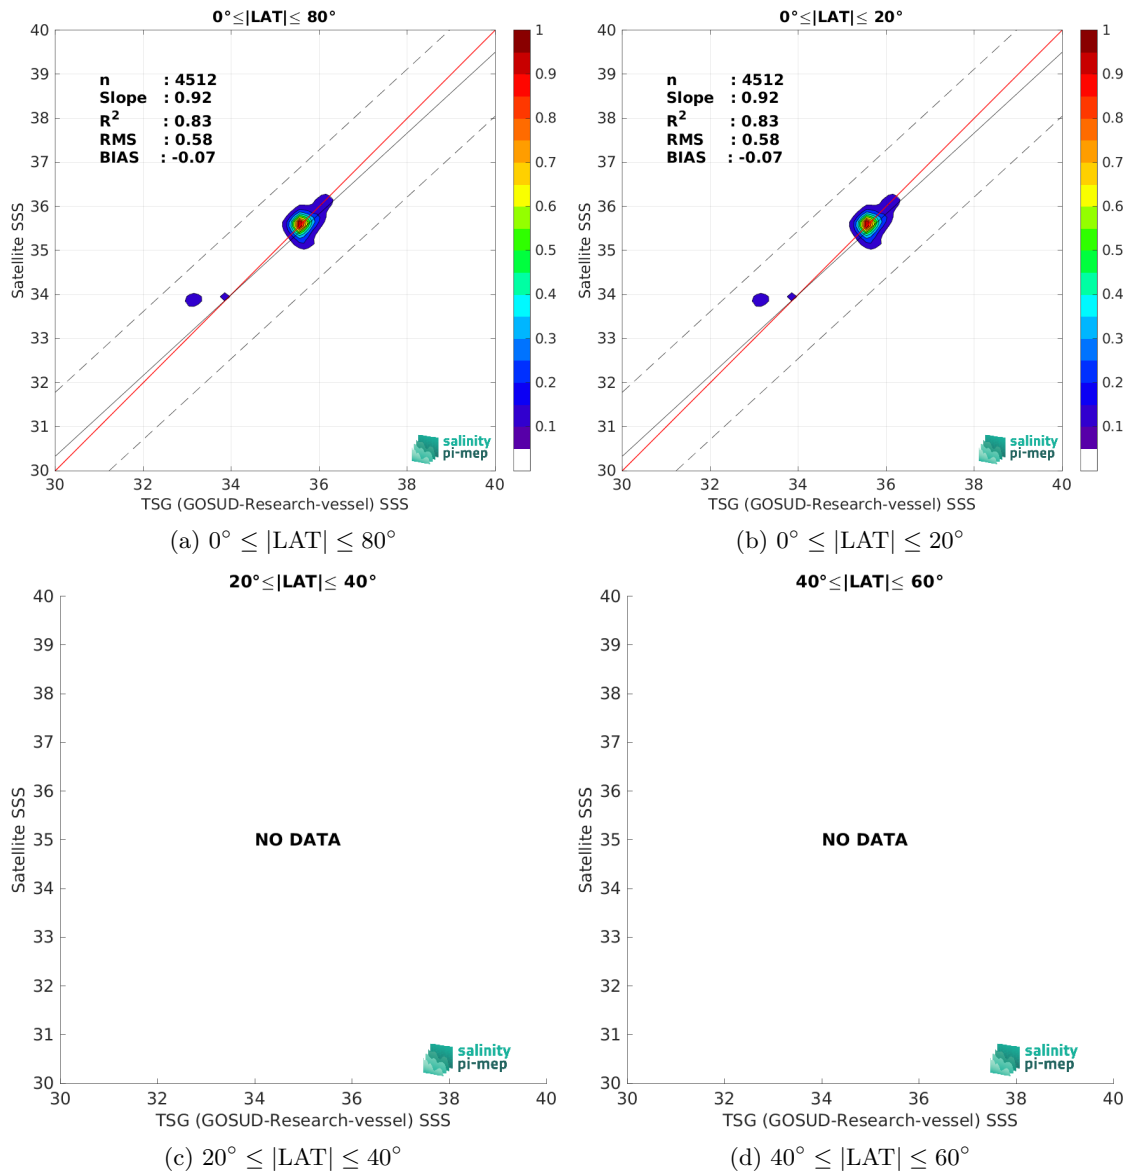 0°≤|LAT|≤ 80°
40
39
38
37
36
35
34
33
32
31
30
Satellite SSS
n : 4512
Slope : 0.92
R² : 0.83
RMS : 0.58
BIAS : -0.07
salinity
pi-mep
30 32 34 36 38 40
TSG (GOSUD-Research-vessel) SSS
1
0.9
0.8
0.7
0.6
0.5
0.4
0.3
0.2
0.1
(a) 0° ≤ |LAT| ≤ 80°
0°≤|LAT|≤ 20°
40
39
38
37
36
35
34
33
32
31
30
Satellite SSS
n : 4512
Slope : 0.92
R² : 0.83
RMS : 0.58
BIAS : -0.07
salinity
pi-mep
30 32 34 36 38 40
TSG (GOSUD-Research-vessel) SSS
1
0.9
0.8
0.7
0.6
0.5
0.4
0.3
0.2
0.1
(b) 0° ≤ |LAT| ≤ 20°
20°≤|LAT|≤ 40°
40
39
38
37
36
35
34
33
32
31
30
Satellite SSS
NO DATA
salinity
pi-mep
30 32 34 36 38 40
TSG (GOSUD-Research-vessel) SSS
(c) 20° ≤ |LAT| ≤ 40°
40°≤|LAT|≤ 60°
40
39
38
37
36
35
34
33
32
31
30
Satellite SSS
NO DATA
salinity
pi-mep
30 32 34 36 38 40
TSG (GOSUD-Research-vessel) SSS
(d) 40° ≤ |LAT| ≤ 60°